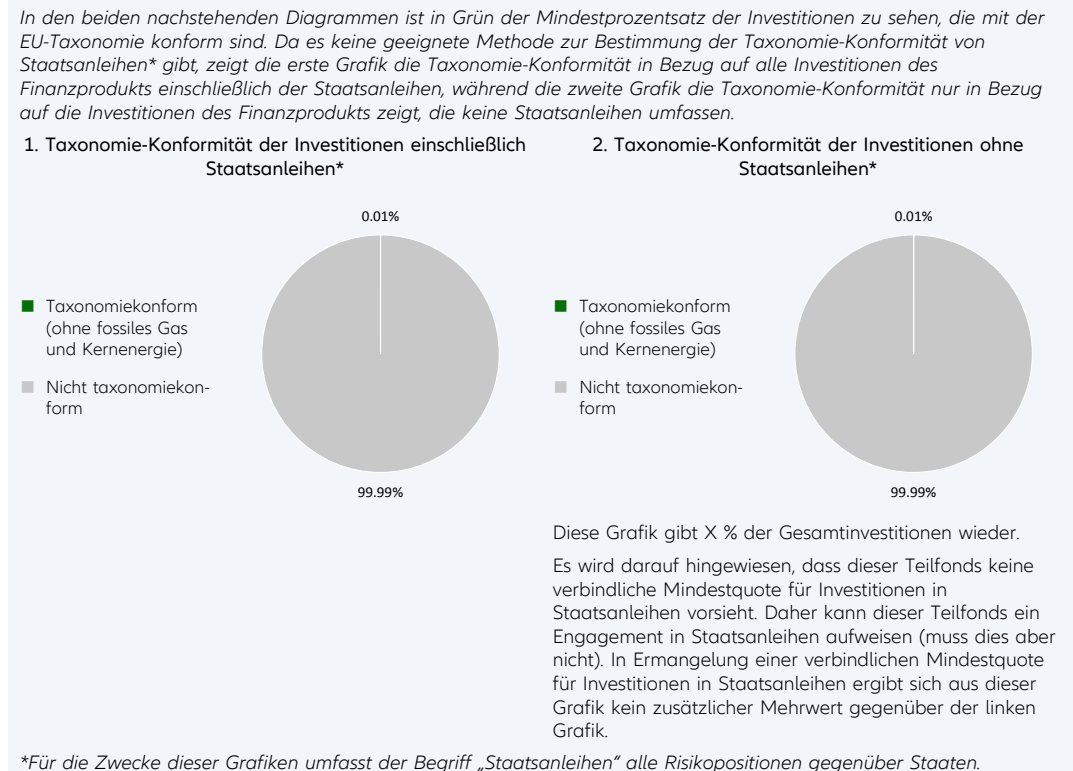 In den beiden nachstehenden Diagrammen ist in Grün der Mindestprozentsatz der Investitionen zu sehen, die mit der
EU-Taxonomie konform sind. Da es keine geeignete Methode zur Bestimmung der Taxonomie-Konformität von
Staatsanleihen* gibt, zeigt die erste Grafik die Taxonomie-Konformität in Bezug auf alle Investitionen des
Finanzprodukts einschließlich der Staatsanleihen, während die zweite Grafik die Taxonomie-Konformität nur in Bezug
auf die Investitionen des Finanzprodukts zeigt, die keine Staatsanleihen umfassen.
1. Taxonomie-Konformität der Investitionen einschließlich
Staatsanleihen*
0.01%
Taxonomiekonform
(ohne fossiles Gas
und Kernenergie)
Nicht taxonomiekon-
form
99.99%
2. Taxonomie-Konformität der Investitionen ohne
Staatsanleihen*
0.01%
Taxonomiekonform
(ohne fossiles Gas
und Kernenergie)
Nicht taxonomiekon-
form
99.99%
Diese Grafik gibt X % der Gesamtinvestitionen wieder.
Es wird darauf hingewiesen, dass dieser Teilfonds keine
verbindliche Mindestquote für Investitionen in
Staatsanleihen vorsieht. Daher kann dieser Teilfonds ein
Engagement in Staatsanleihen aufweisen (muss dies aber
nicht). In Ermangelung einer verbindlichen Mindestquote
für Investitionen in Staatsanleihen ergibt sich aus dieser
Grafik kein zusätzlicher Mehrwert gegenüber der linken
Grafik.
*Für die Zwecke dieser Grafiken umfasst der Begriff „Staatsanleihen“ alle Risikopositionen gegenüber Staaten.